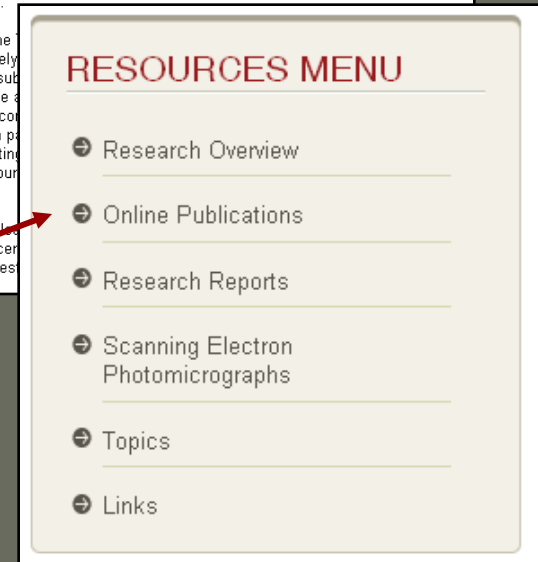 RESOURCES MENU
Research Overview
Online Publications
Research Reports
Scanning Electron
Photomicrographs
Topics
Links